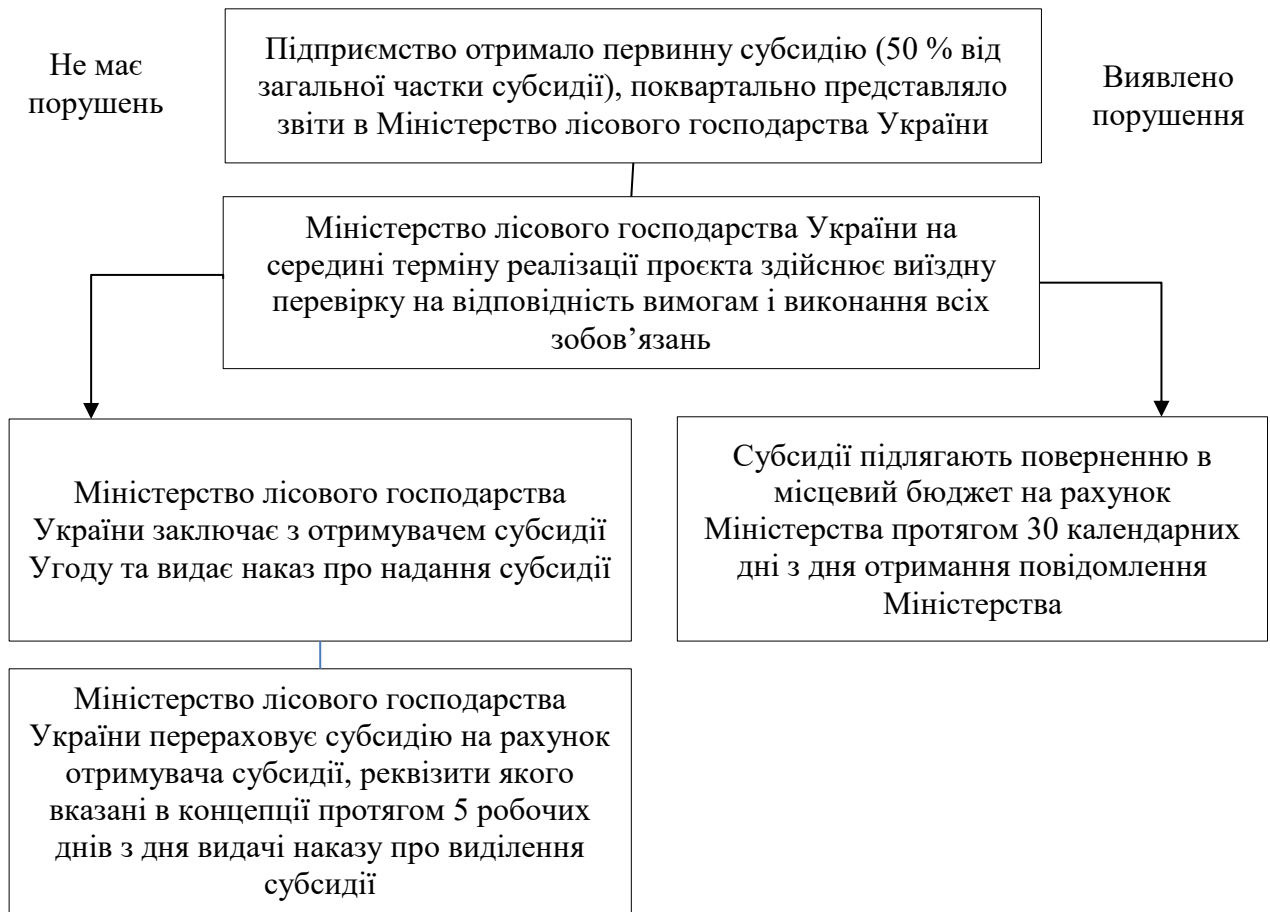 Не має
порушень
Підприємство отримало первинну субсидію (50 % від
загальної частки субсидії), поквартально представляло
звіти в Міністерство лісового господарства України
Виявлено
порушення
Міністерство лісового господарства України на
середині терміну реалізації проєкта здійснює виїздну
перевірку на відповідність вимогам і виконання всіх
зобов’язань
Міністерство лісового господарства
України заключає з отримувачем субсидії
Угоду та видає наказ про надання субсидії
Субсидії підлягають поверненню в
місцевий бюджет на рахунок
Міністерства протягом 30 календарних
дні з дня отримання повідомлення
Міністерства
Міністерство лісового господарства
України перераховує субсидію на рахунок
отримувача субсидії, реквізити якого
вказані в концепції протягом 5 робочих
днів з дня видачі наказу про виділення
субсидії